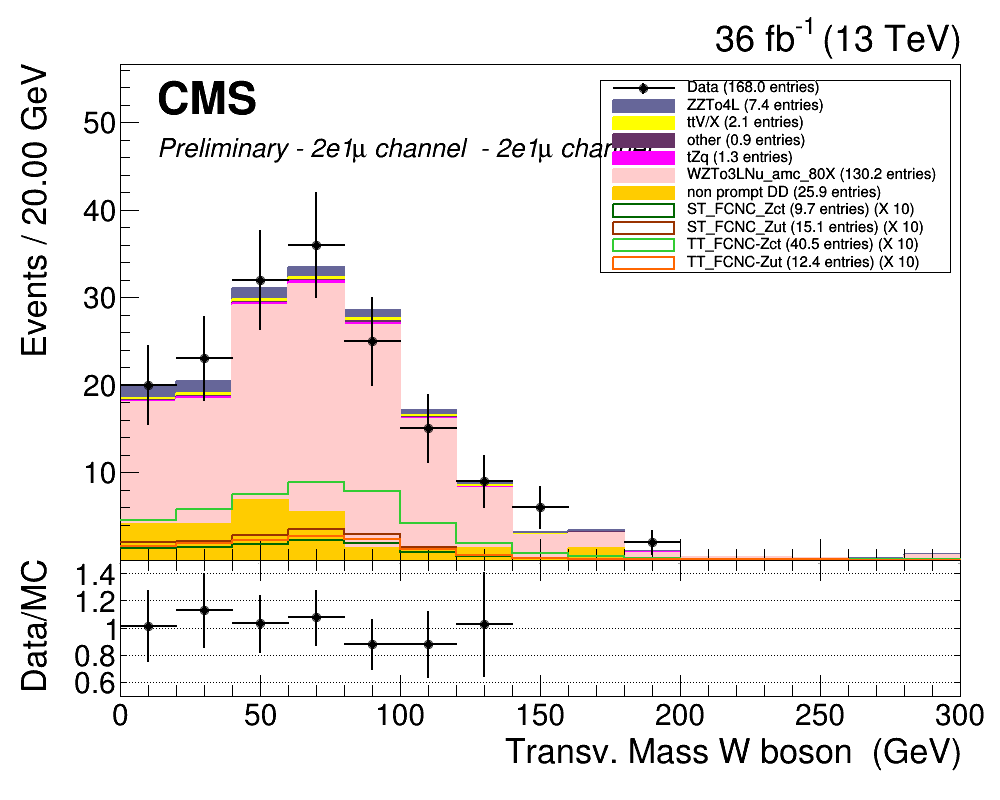 36 fb-1 (13 TeV)
Events / 20.00 GeV
CMS
Preliminary - 2e1μ channel - 2e1μ channel
Data (168.0 entries)
ZZTo4L (7.4 entries)
ttV/X (2.1 entries)
other (0.9 entries)
tZq (1.3 entries)
WZTo3LNu_amc_80X (130.2 entries)
non prompt DD (25.9 entries)
ST_FCNC_Zct (9.7 entries) (X 10)
ST_FCNC_Zut (15.1 entries) (X 10)
TT_FCNC-Zct (40.5 entries) (X 10)
TT_FCNC-Zut (12.4 entries) (X 10)
50
40
30
20
10
Data/MC
1.4
1.2
1
0.8
0.6
0 50 100 150 200 250 300
Transv. Mass W boson (GeV)